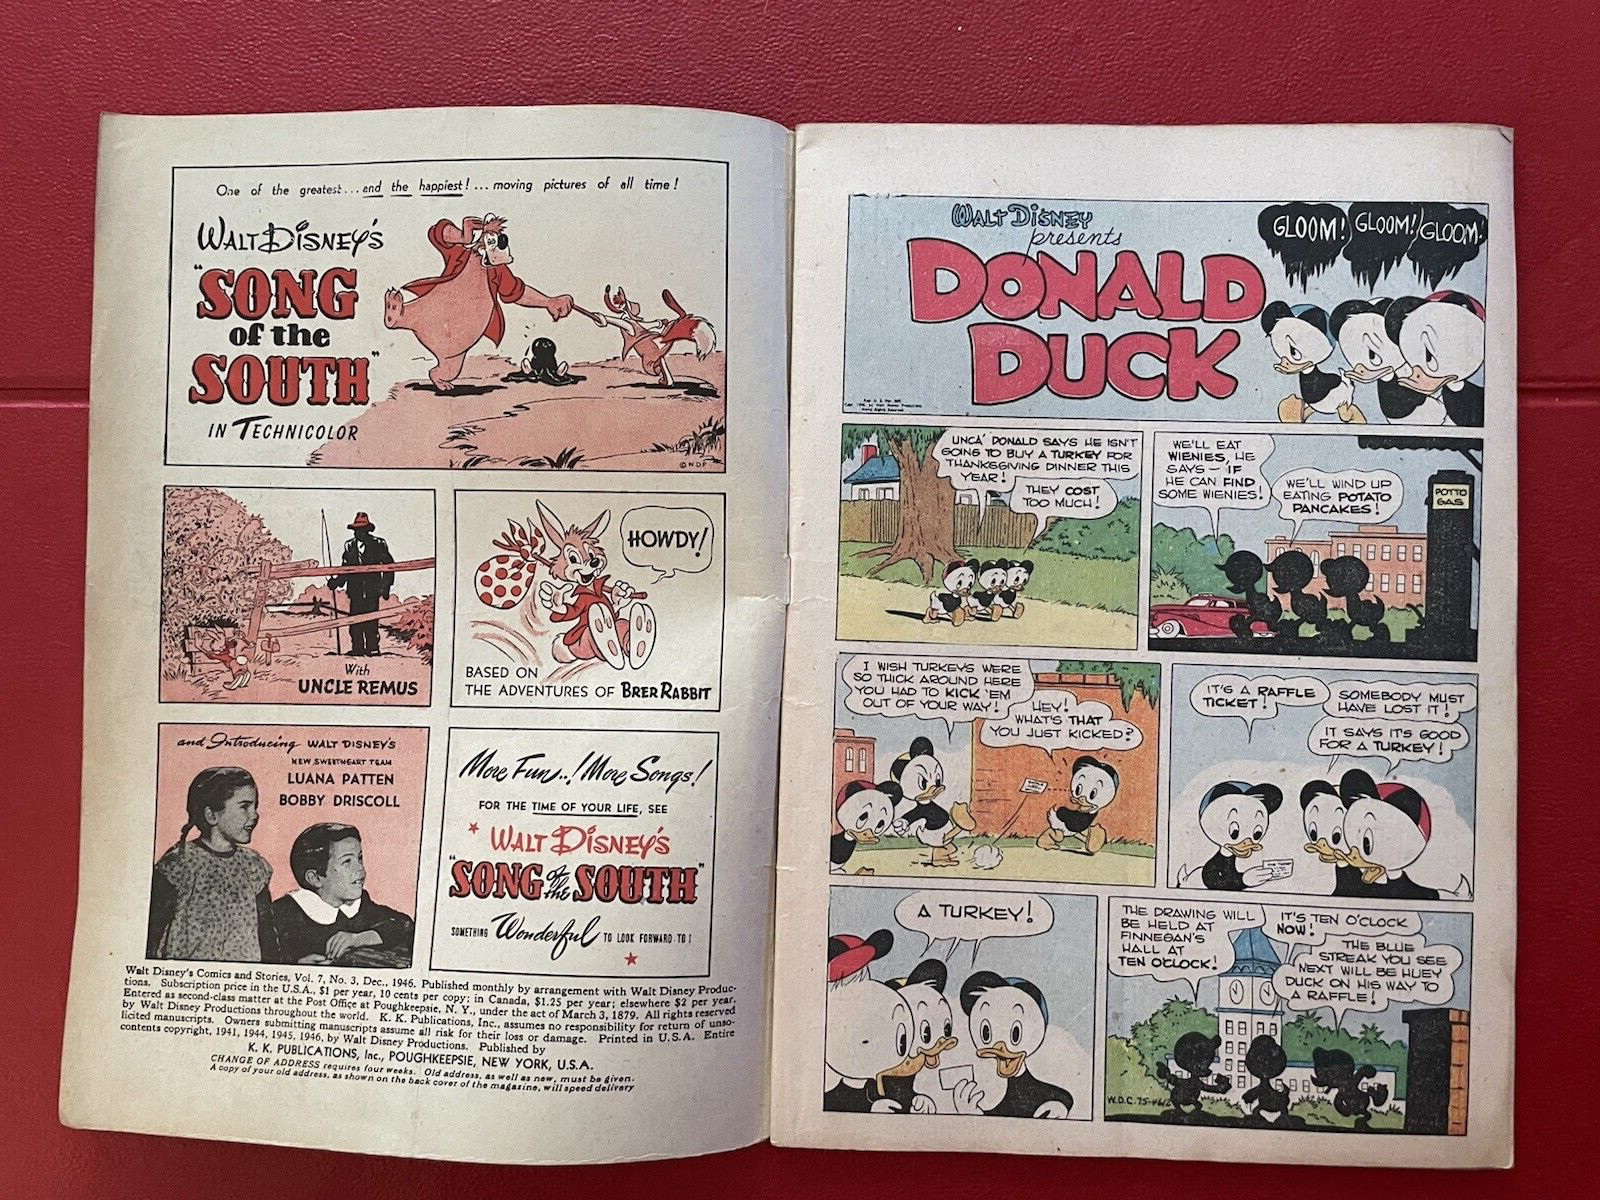 One of the greatest... and the happiest! ... moving pictures of all time!
WALT DISNEY'S
"SONG
of the
SOUTH"
IN TECHNICOLOR
© W.D.P.
With
UNCLE REMUS
HOWDY!
BASED ON
THE ADVENTURES OF BRER RABBIT
and Introducing WALT DISNEY'S
NEW SWEETHEART TEAM
LUANA PATTEN
BOBBY DRISCOLL
More Fun..! More Songs!
FOR THE TIME OF YOUR LIFE, SEE
WALT DISNEY'S
"SONG of the SOUTH"
SOMETHING Wonderful TO LOOK FORWARD TO!
Walt Disney's Comics and Stories, Vol. 7, No. 3, Dec., 1946. Published monthly by arrangement with Walt Disney Produc-
tions. Subscription price in the U.S.A., $1 per year, 10 cents per copy; in Canada, $1.25 per year; elsewhere $2 per year.
Entered as second-class matter at the Post Office at Poughkeepsie, N. Y., under the act of March 3, 1879. All rights reserved
by Walt Disney Productions throughout the world. K. K. Publications, Inc., assumes no responsibility for return of unso-
licited manuscripts. Owners submitting manuscripts assume all risk for their loss or damage. Printed in U.S.A. Entire
contents copyright, 1941, 1944, 1945, 1946, by Walt Disney Productions. Published by
K. K. PUBLICATIONS, Inc., POUGHKEEPSIE, NEW YORK, U.S.A.
CHANGE OF ADDRESS requires four weeks. Old address, as well as new, must be given.
A copy of your old address, as shown on the back cover of the magazine, will speed delivery
WALT DISNEY
presents
DONALD
DUCK
GLOOM! GLOOM! GLOOM!
UNCA' DONALD SAYS HE ISN'T
GOING TO BUY A TURKEY FOR
THANKSGIVING DINNER THIS
YEAR!
THEY COST
TOO MUCH!
WE'LL EAT
WIENIES, HE
SAYS — IF
HE CAN FIND
SOME WIENIES!
WE'LL WIND UP
EATING POTATO
PANCAKES!
POTTO
GAS
I WISH TURKEYS WERE
SO THICK AROUND HERE
YOU HAD TO KICK 'EM
OUT OF YOUR WAY!
HEY!
WHAT'S THAT
YOU JUST KICKED?
IT'S A RAFFLE
TICKET!
SOMEBODY MUST
HAVE LOST IT!
IT SAYS IT'S GOOD
FOR A TURKEY!
A TURKEY!
THE DRAWING WILL
BE HELD AT
FINNEGAN'S
HALL AT
TEN O'CLOCK!
IT'S TEN O'CLOCK
NOW!
THE BLUE
STREAK YOU SEE
NEXT WILL BE HUEY
DUCK ON HIS WAY TO
A RAFFLE!
W.D.C. 75-4612